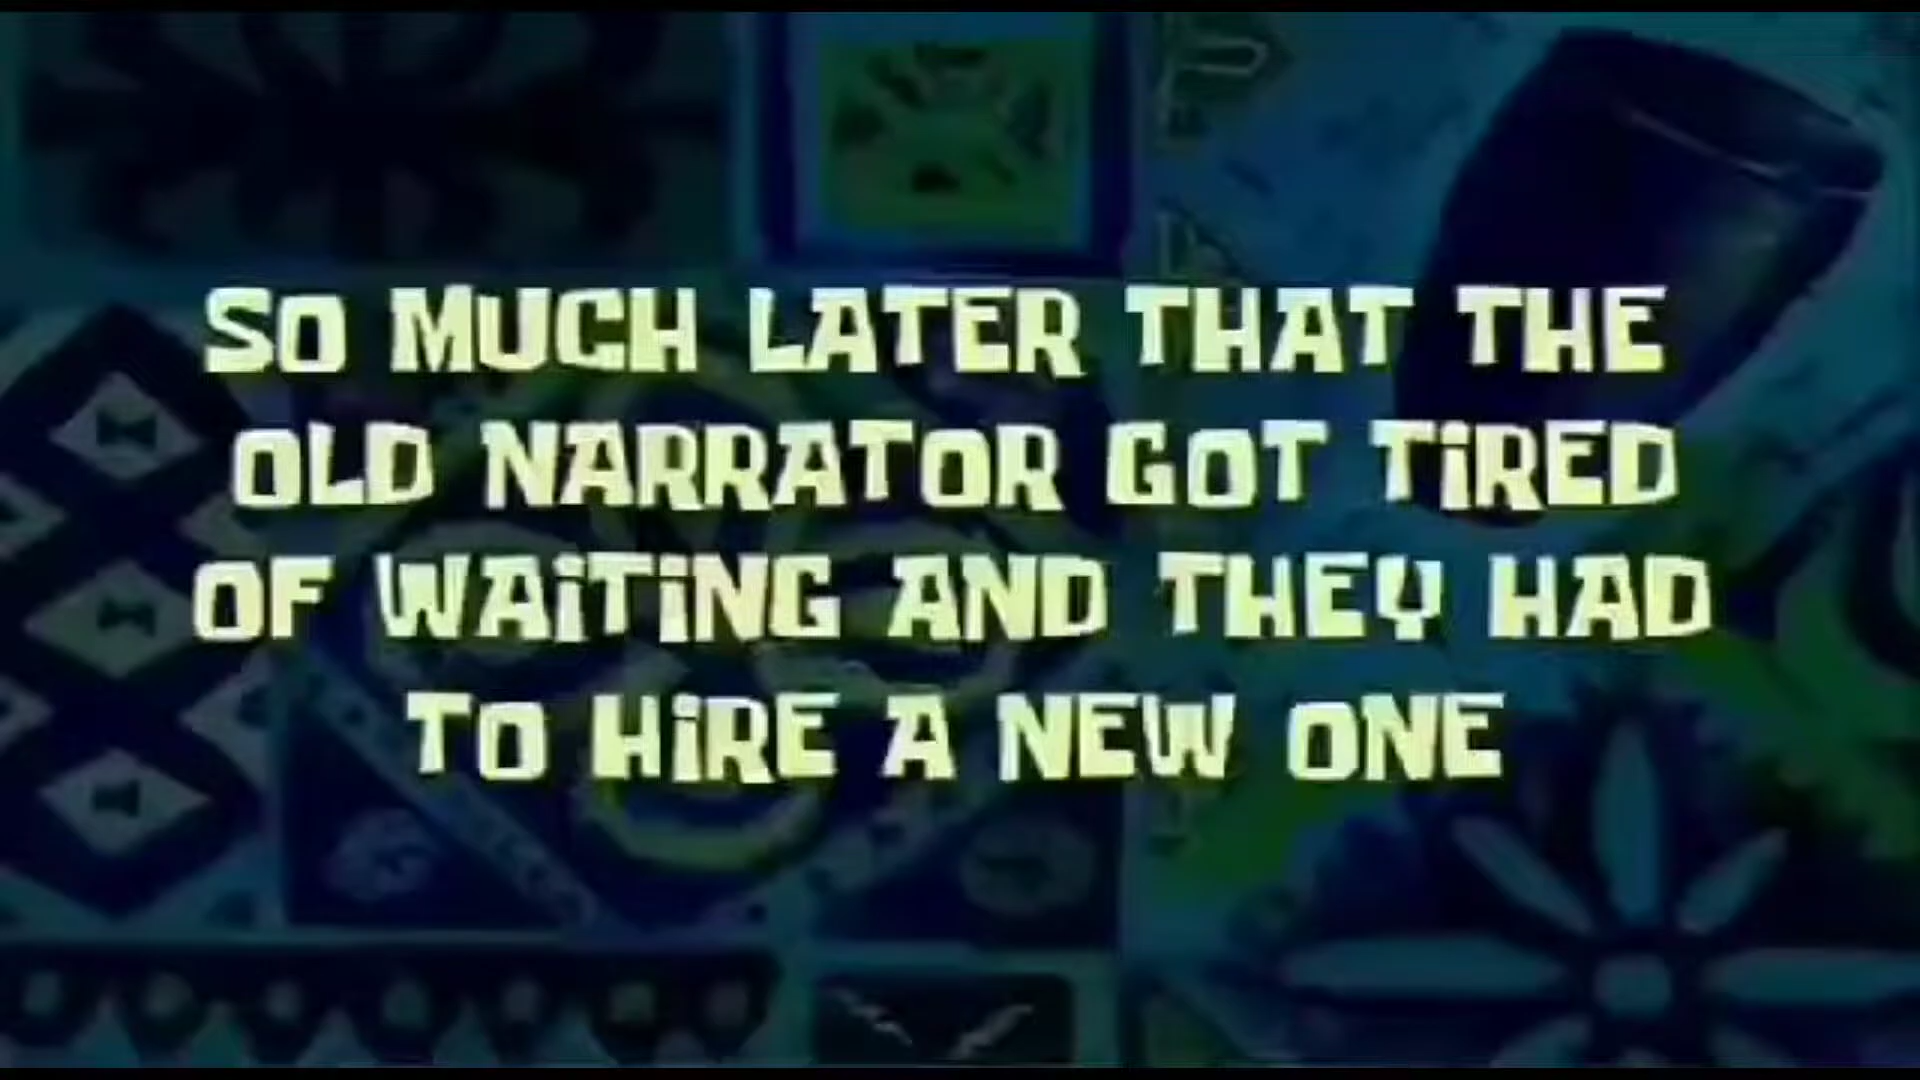 SO MUCH LATER THAT THE
OLD NARRATOR GOT TiRED
OF WAiTiNG AND THEY HAD
TO HiRE A NEW ONE